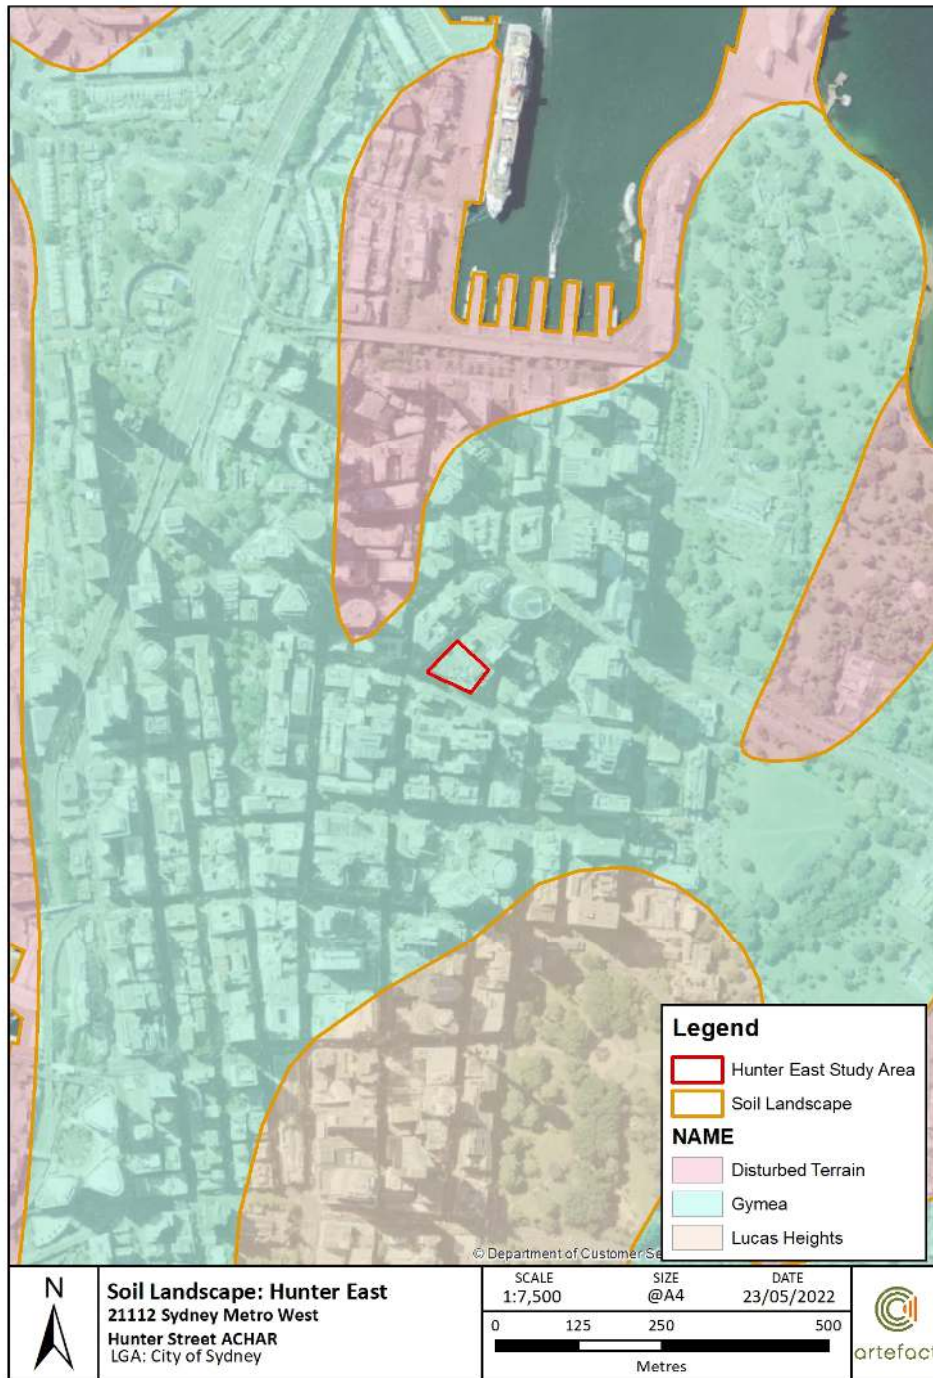 Legend
Hunter East Study Area
Soil Landscape
NAME
Disturbed Terrain
Gymea
Lucas Heights
© Department of Customer Se
N
Soil Landscape: Hunter East
21112 Sydney Metro West
Hunter Street ACHAR
LGA: City of Sydney
SCALE
1:7,500
SIZE
@A4
DATE
23/05/2022
0 125 250 500
Metres
artefact